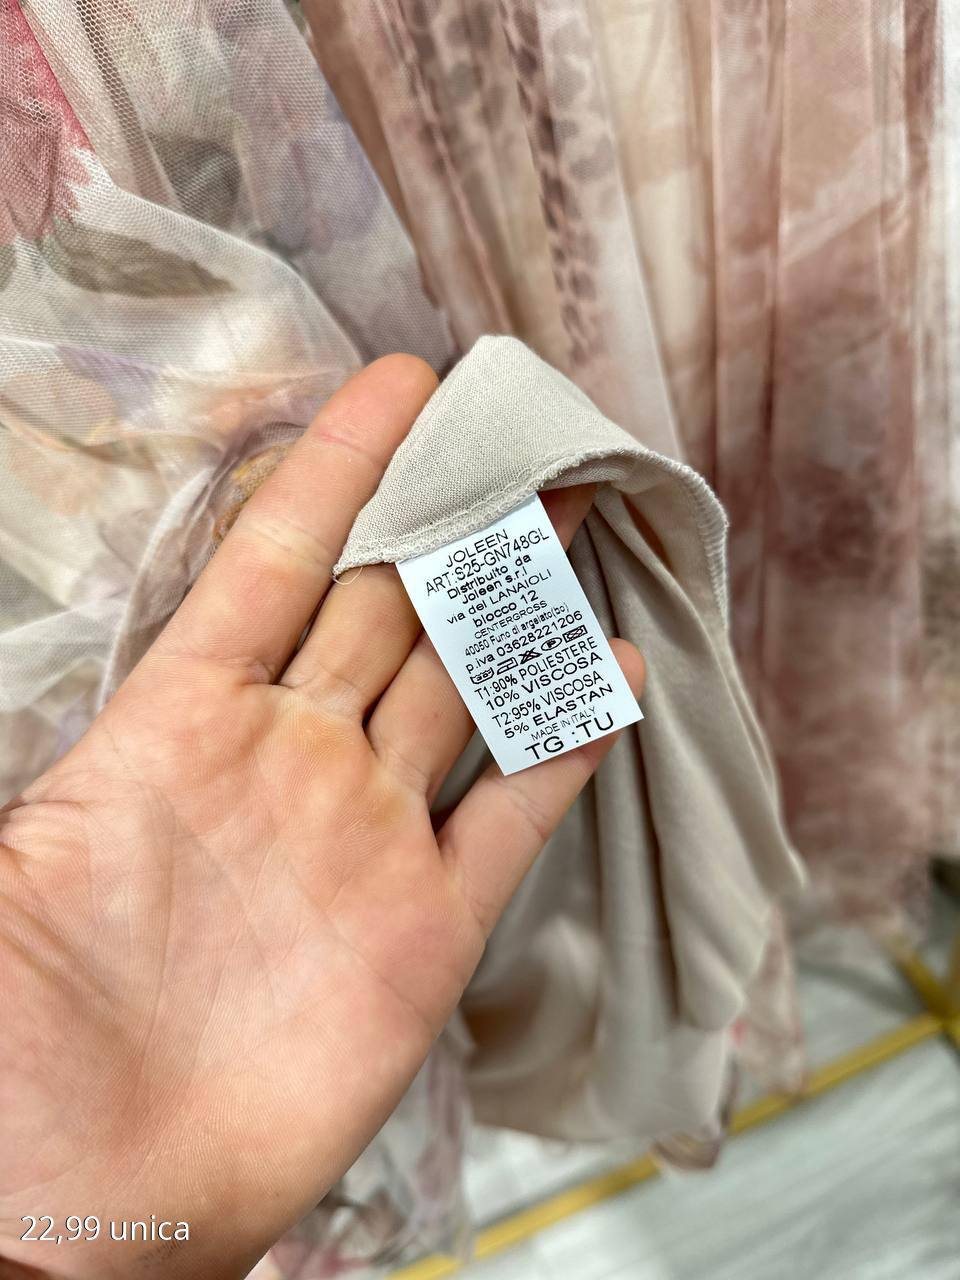 JOLEEN
ART:S25-GN748GL
Distribuito da
Joleen s.r.l
via dei LANAIOLI
blocco 12
CENTERGROSS
40050 Funo di argelato(bo)
p.iva 03628221206
T1:90% POLIESTERE
10% VISCOSA
T2:95% VISCOSA
5% ELASTAN
MADE IN ITALY
TG :TU
22,99 unica